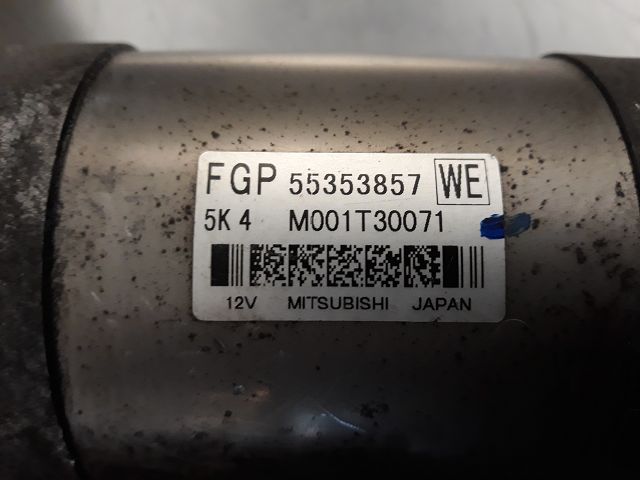 FGP 55353857 WE
5K 4 M001T30071
12V MITSUBISHI JAPAN